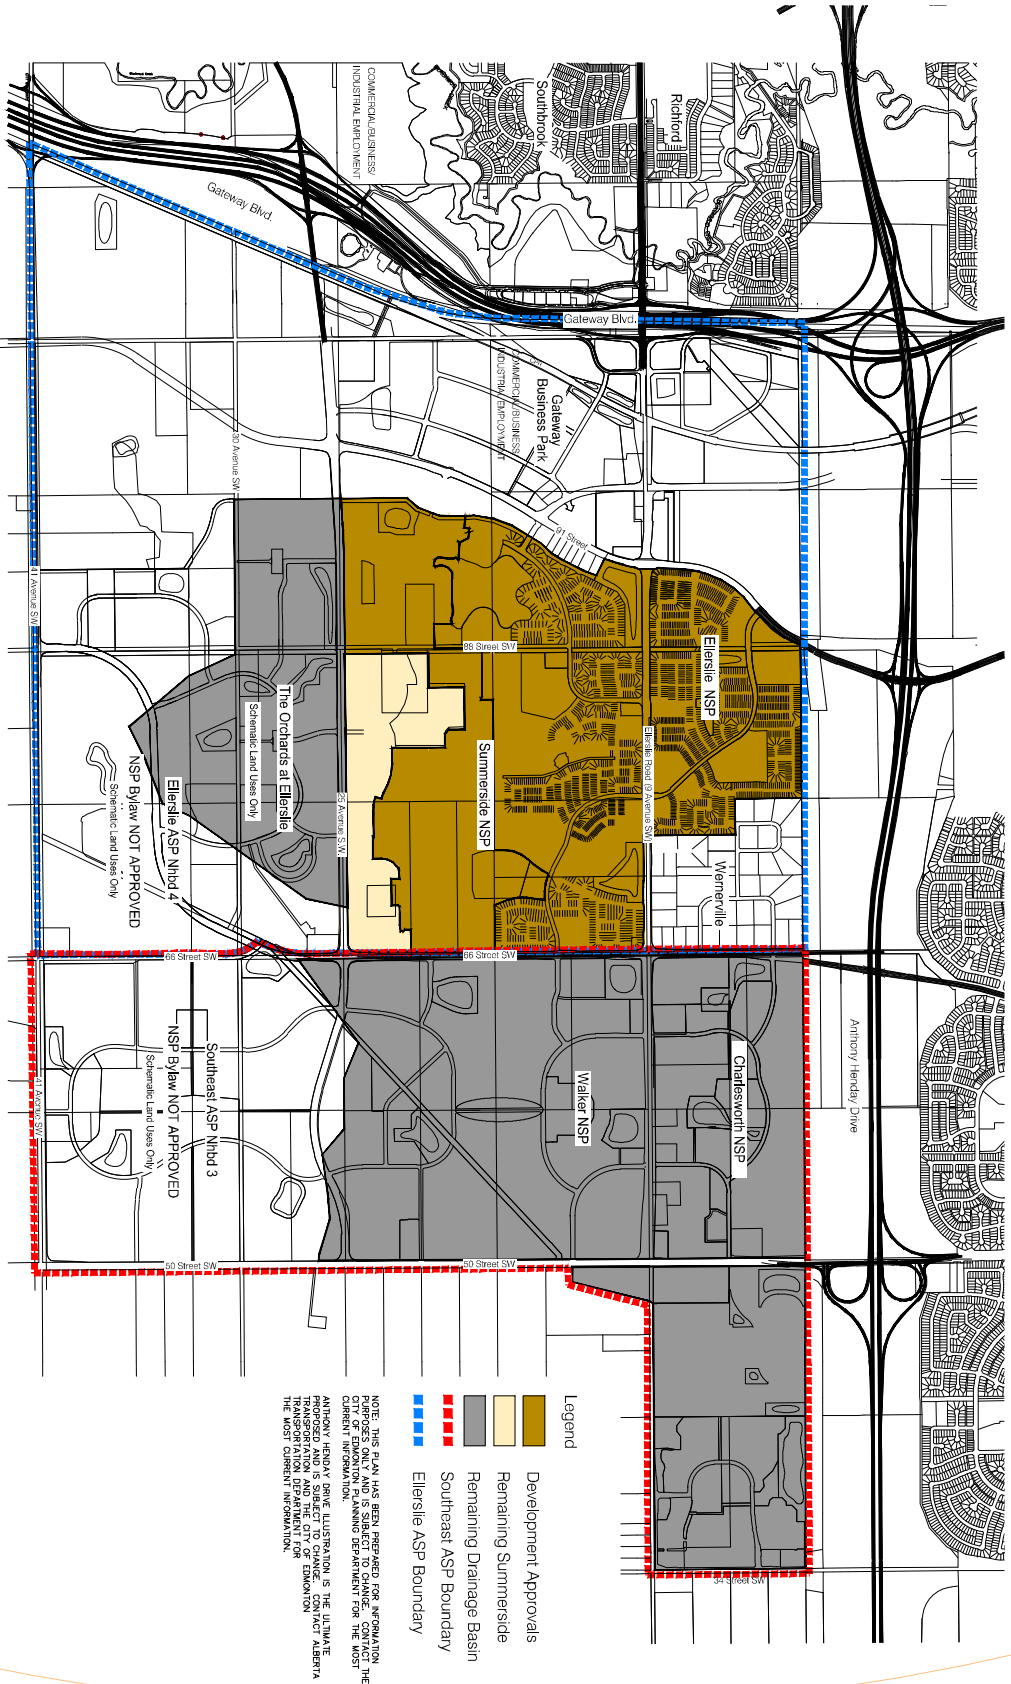 COMMERCIAL/BUSINESS/
INDUSTRIAL EMPLOYMENT
Southbrook
Richford
Gateway Blvd.
Gateway Blvd.
Gateway
Business Park
COMMERCIAL/BUSINESS/
INDUSTRIAL EMPLOYMENT
30 Avenue SW
91 Street
41 Avenue SW
88 Street SW
Ellerslie NSP
The Orchards at Ellerslie
Schematic Land Uses Only
Summerside NSP
Ellerslie Road (9 Avenue SW)
25 Avenue S.W.
Ellerslie ASP Nhbd 4
NSP Bylaw NOT APPROVED
Schematic Land Uses Only
Wernerville
66 Street SW
66 Street SW
Anthony Henday Drive
Southeast ASP Nhbd 3
NSP Bylaw NOT APPROVED
Schematic Land Uses Only
41 Avenue SW
Walker NSP
Charlesworth NSP
50 Street SW
50 Street SW
34 Street SW
Legend
Development Approvals
Remaining Summerside
Remaining Drainage Basin
Southeast ASP Boundary
Ellerslie ASP Boundary
NOTE: THIS PLAN HAS BEEN PREPARED FOR INFORMATION
PURPOSES ONLY AND IS SUBJECT TO CHANGE. CONTACT THE
CITY OF EDMONTON PLANNING DEPARTMENT FOR THE MOST
CURRENT INFORMATION.
ANTHONY HENDAY DRIVE ILLUSTRATION IS THE ULTIMATE
PROPOSED AND IS SUBJECT TO CHANGE. CONTACT ALBERTA
TRANSPORTATION AND THE CITY OF EDMONTON
TRANSPORTATION DEPARTMENT FOR
THE MOST CURRENT INFORMATION.